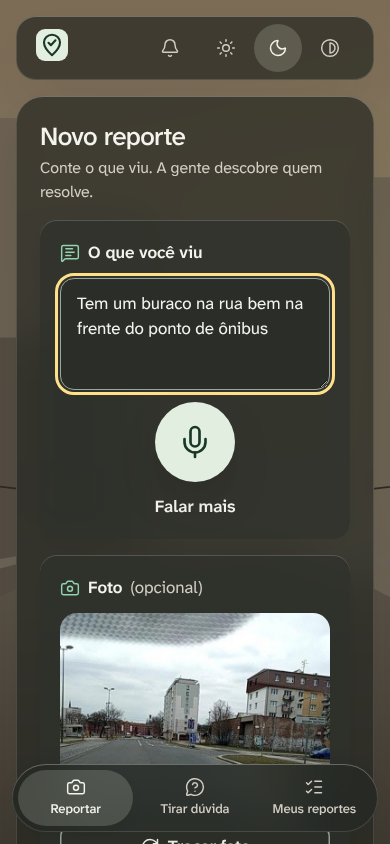 Novo reporte
Conte o que viu. A gente descobre quem
resolve.
O que você viu
Tem um buraco na rua bem na
frente do ponto de ônibus
Falar mais
Foto (opcional)
Reportar
Tirar dúvida
Meus reportes